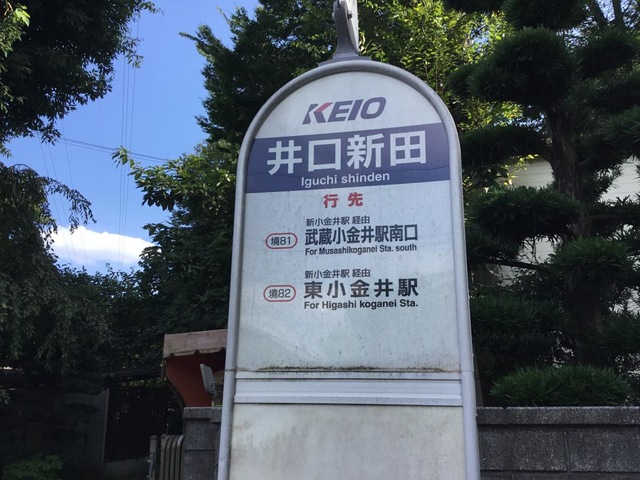 KEIO
井口新田
Iguchi shinden
行先
新小金井駅 経由
境81 武蔵小金井駅南口
For Musashikoganei Sta. south
新小金井駅 経由
境82 東小金井駅
For Higashi koganei Sta.